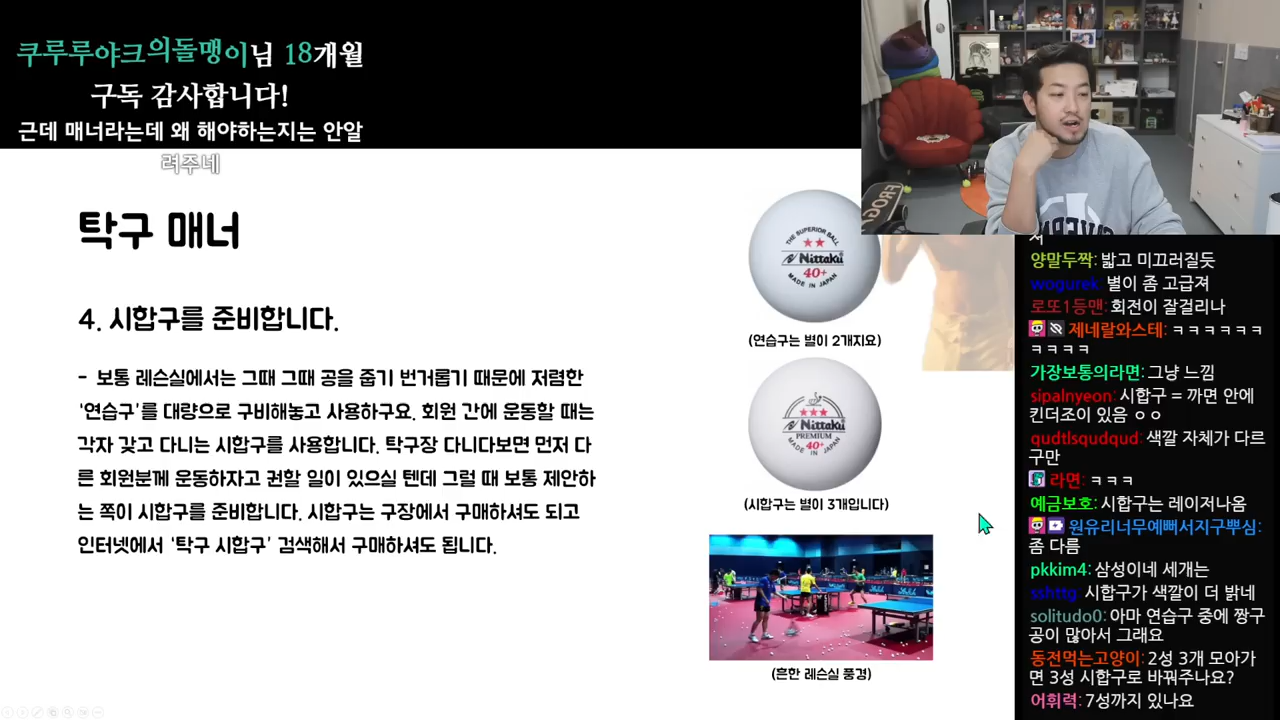 쿠루루야크의돌맹이님 18개월
구독 감사합니다!
근데 매너라는데 왜 해야하는지는 안알
려주네
탁구 매너
4. 시합구를 준비합니다.
- 보통 레슨실에서는 그때 그때 공을 줍기 번거롭기 때문에 저렴한
'연습구'를 대량으로 구비해놓고 사용하구요. 회원 간에 운동할 때는
각자 갖고 다니는 시합구를 사용합니다. 탁구장 다니다보면 먼저 다
른 회원분께 운동하자고 권할 일이 있으실 텐데 그럴 때 보통 제안하
는 쪽이 시합구를 준비합니다. 시합구는 구장에서 구매하셔도 되고
인터넷에서 '탁구 시합구' 검색해서 구매하셔도 됩니다.
THE SUPERIOR BALL
Nittaku
40+
MADE IN JAPAN
(연습구는 별이 2개지요)
Nittaku
PREMIUM
40+
MADE IN JAPAN
(시합구는 별이 3개입니다)
(흔한 레슨실 풍경)
FROG
져
양말두짝: 밟고 미끄러질듯
wogurek: 별이 좀 고급져
로또1등맨: 회전이 잘걸리나
제네랄와스테: ㅋㅋㅋㅋㅋㅋ
ㅋㅋㅋㅋ
가장보통의라면: 그냥 느낌
sipalnyeon: 시합구 = 까면 안에
킨더조이가 있음 ㅇㅇ
qudtlsqudqud: 색깔 자체가 다르
구만
라면: ㅋㅋㅋ
예금보호: 시합구는 레이저나옴
원유리너무예뻐서지구뿌심:
좀 다름
pkkim4: 삼성이네 세개는
sshttg: 시합구가 색깔이 더 밝네
solitudo0: 아마 연습구 중에 짱구
공이 많아서 그래요
동전먹는고양이: 2성 3개 모아가
면 3성 시합구로 바꿔주나요?
어휘력: 7성까지 있나요